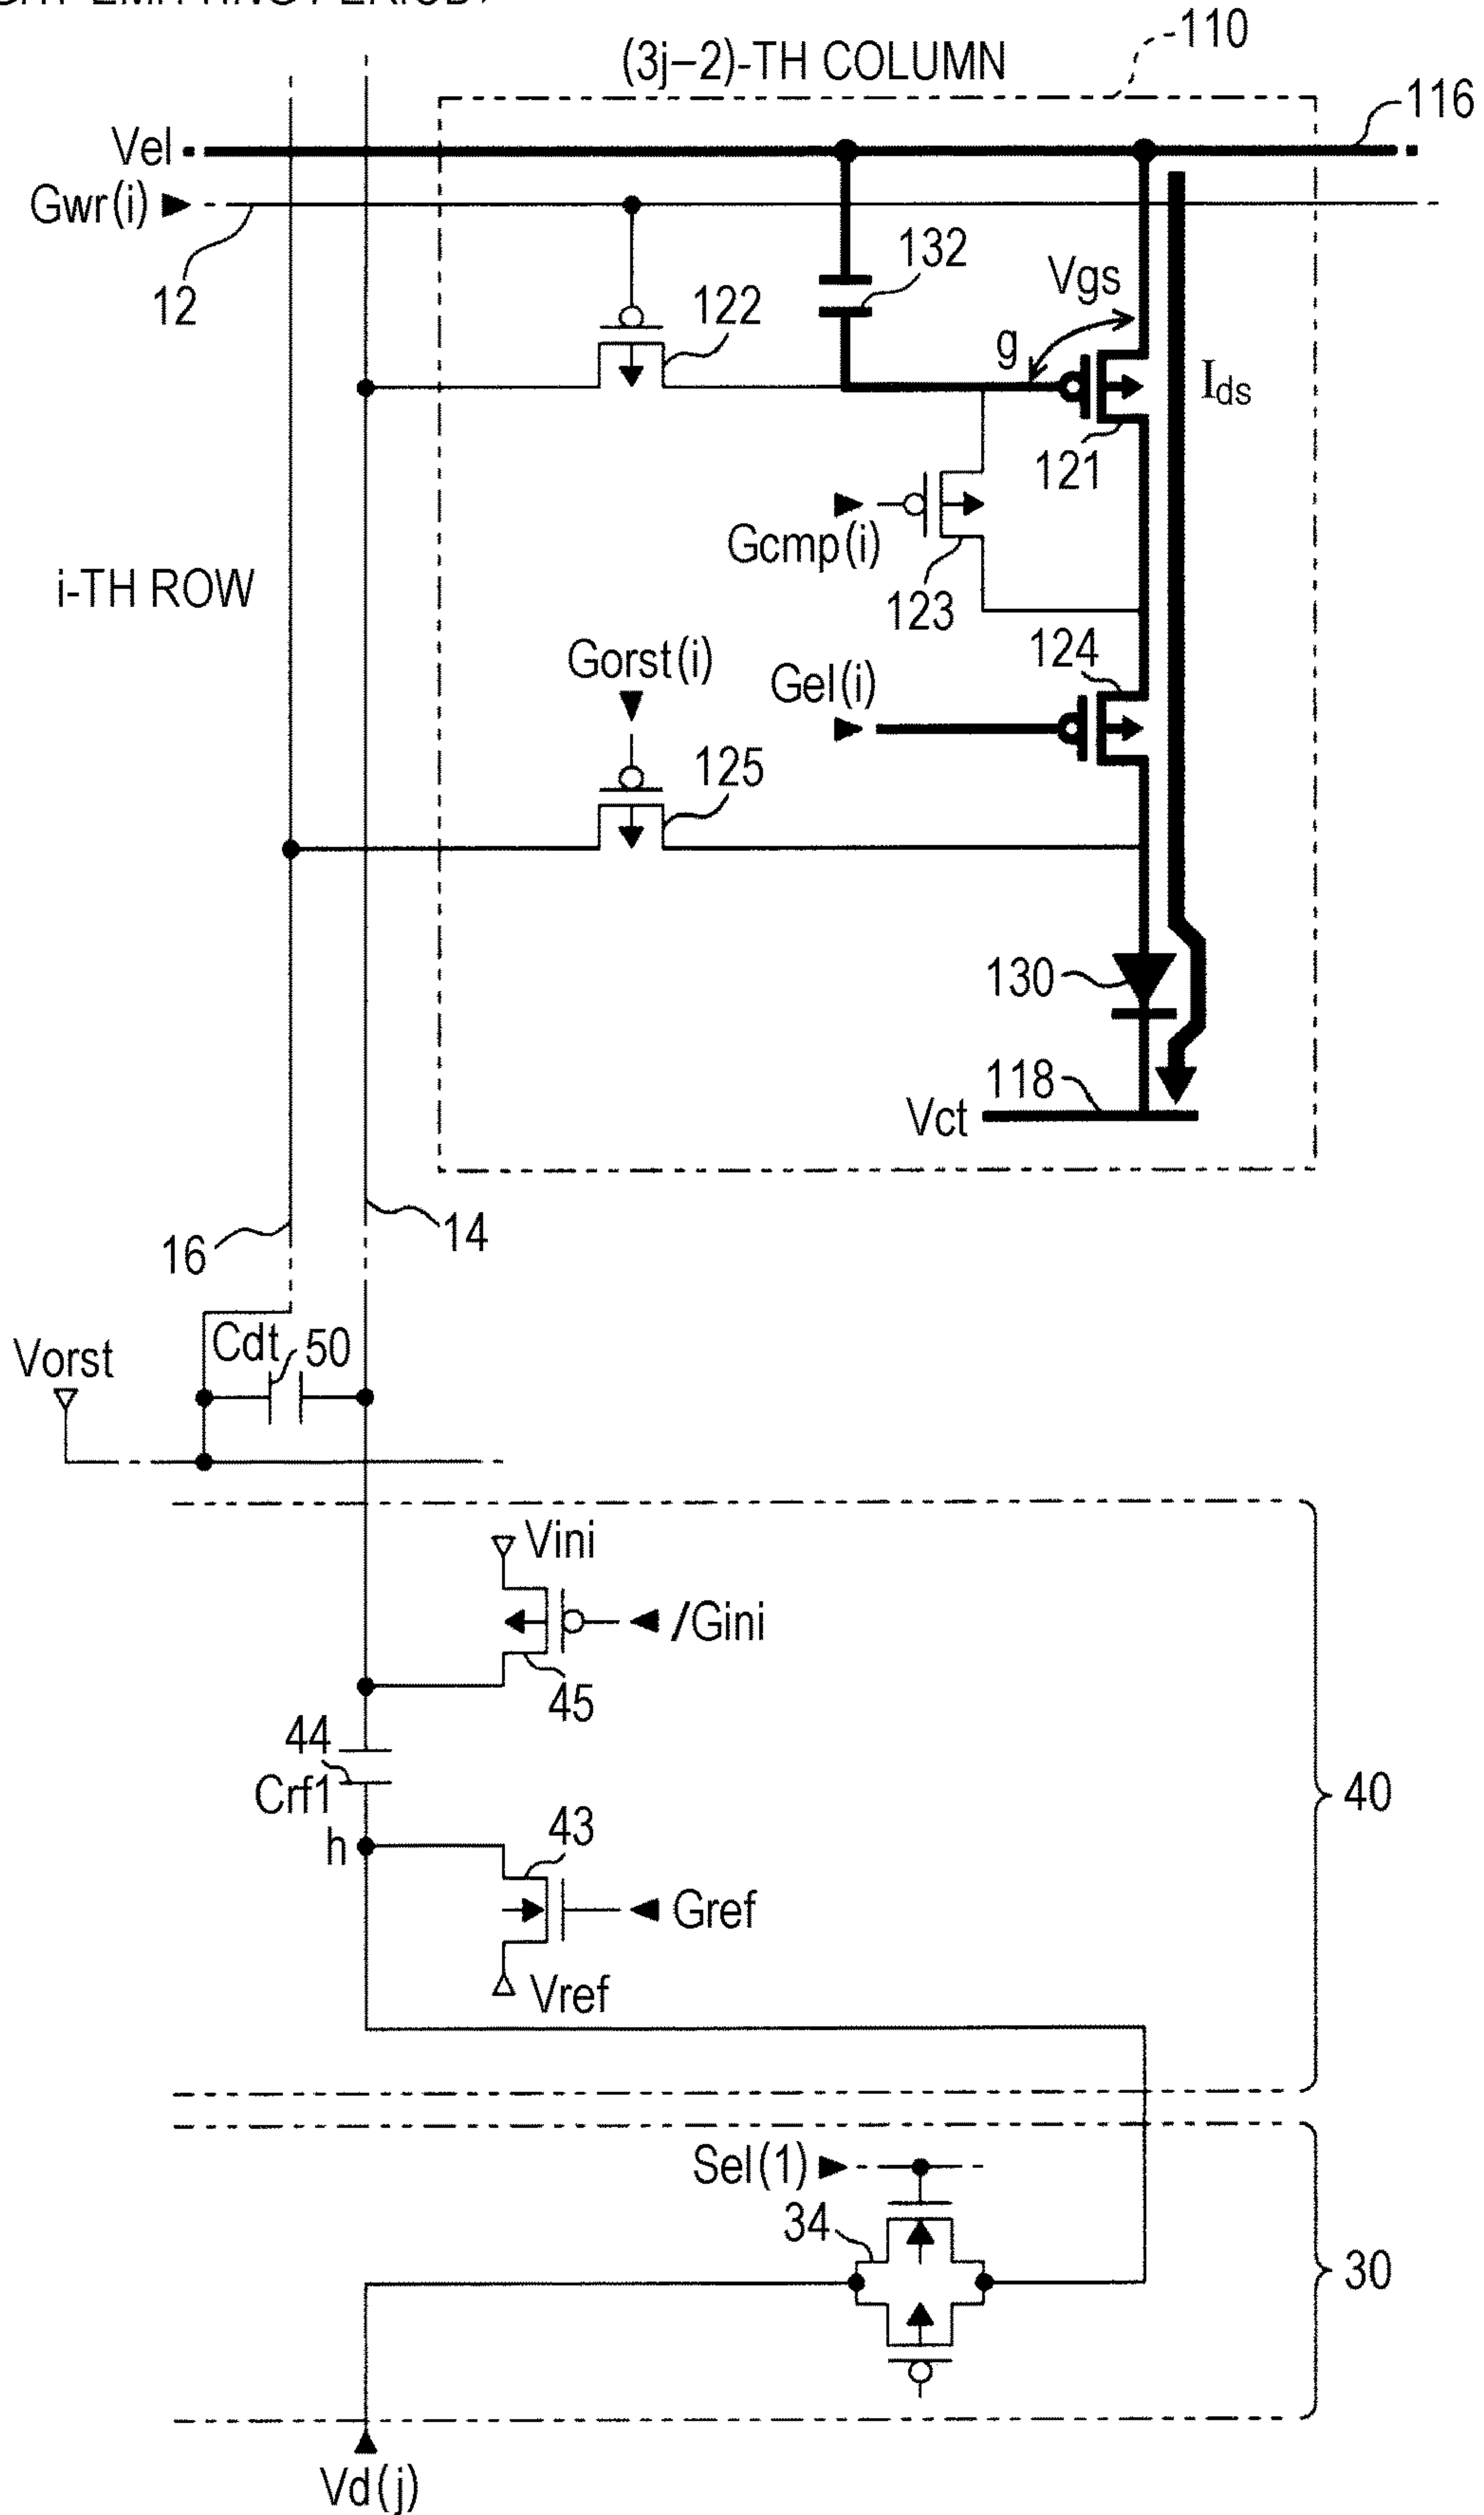 (3j−2)-TH COLUMN
110
116
Vel
Gwr(i)
12
132
Vgs
122
g
Ids
121
Gcmp(i)
123
i-TH ROW
124
Gorst(i)
Gel(i)
125
130
118
Vct
16
14
Cdt
50
Vorst
Vini
/Gini
45
44
Crf1
40
43
h
Gref
Vref
Sel(1)
34
30
Vd(j)